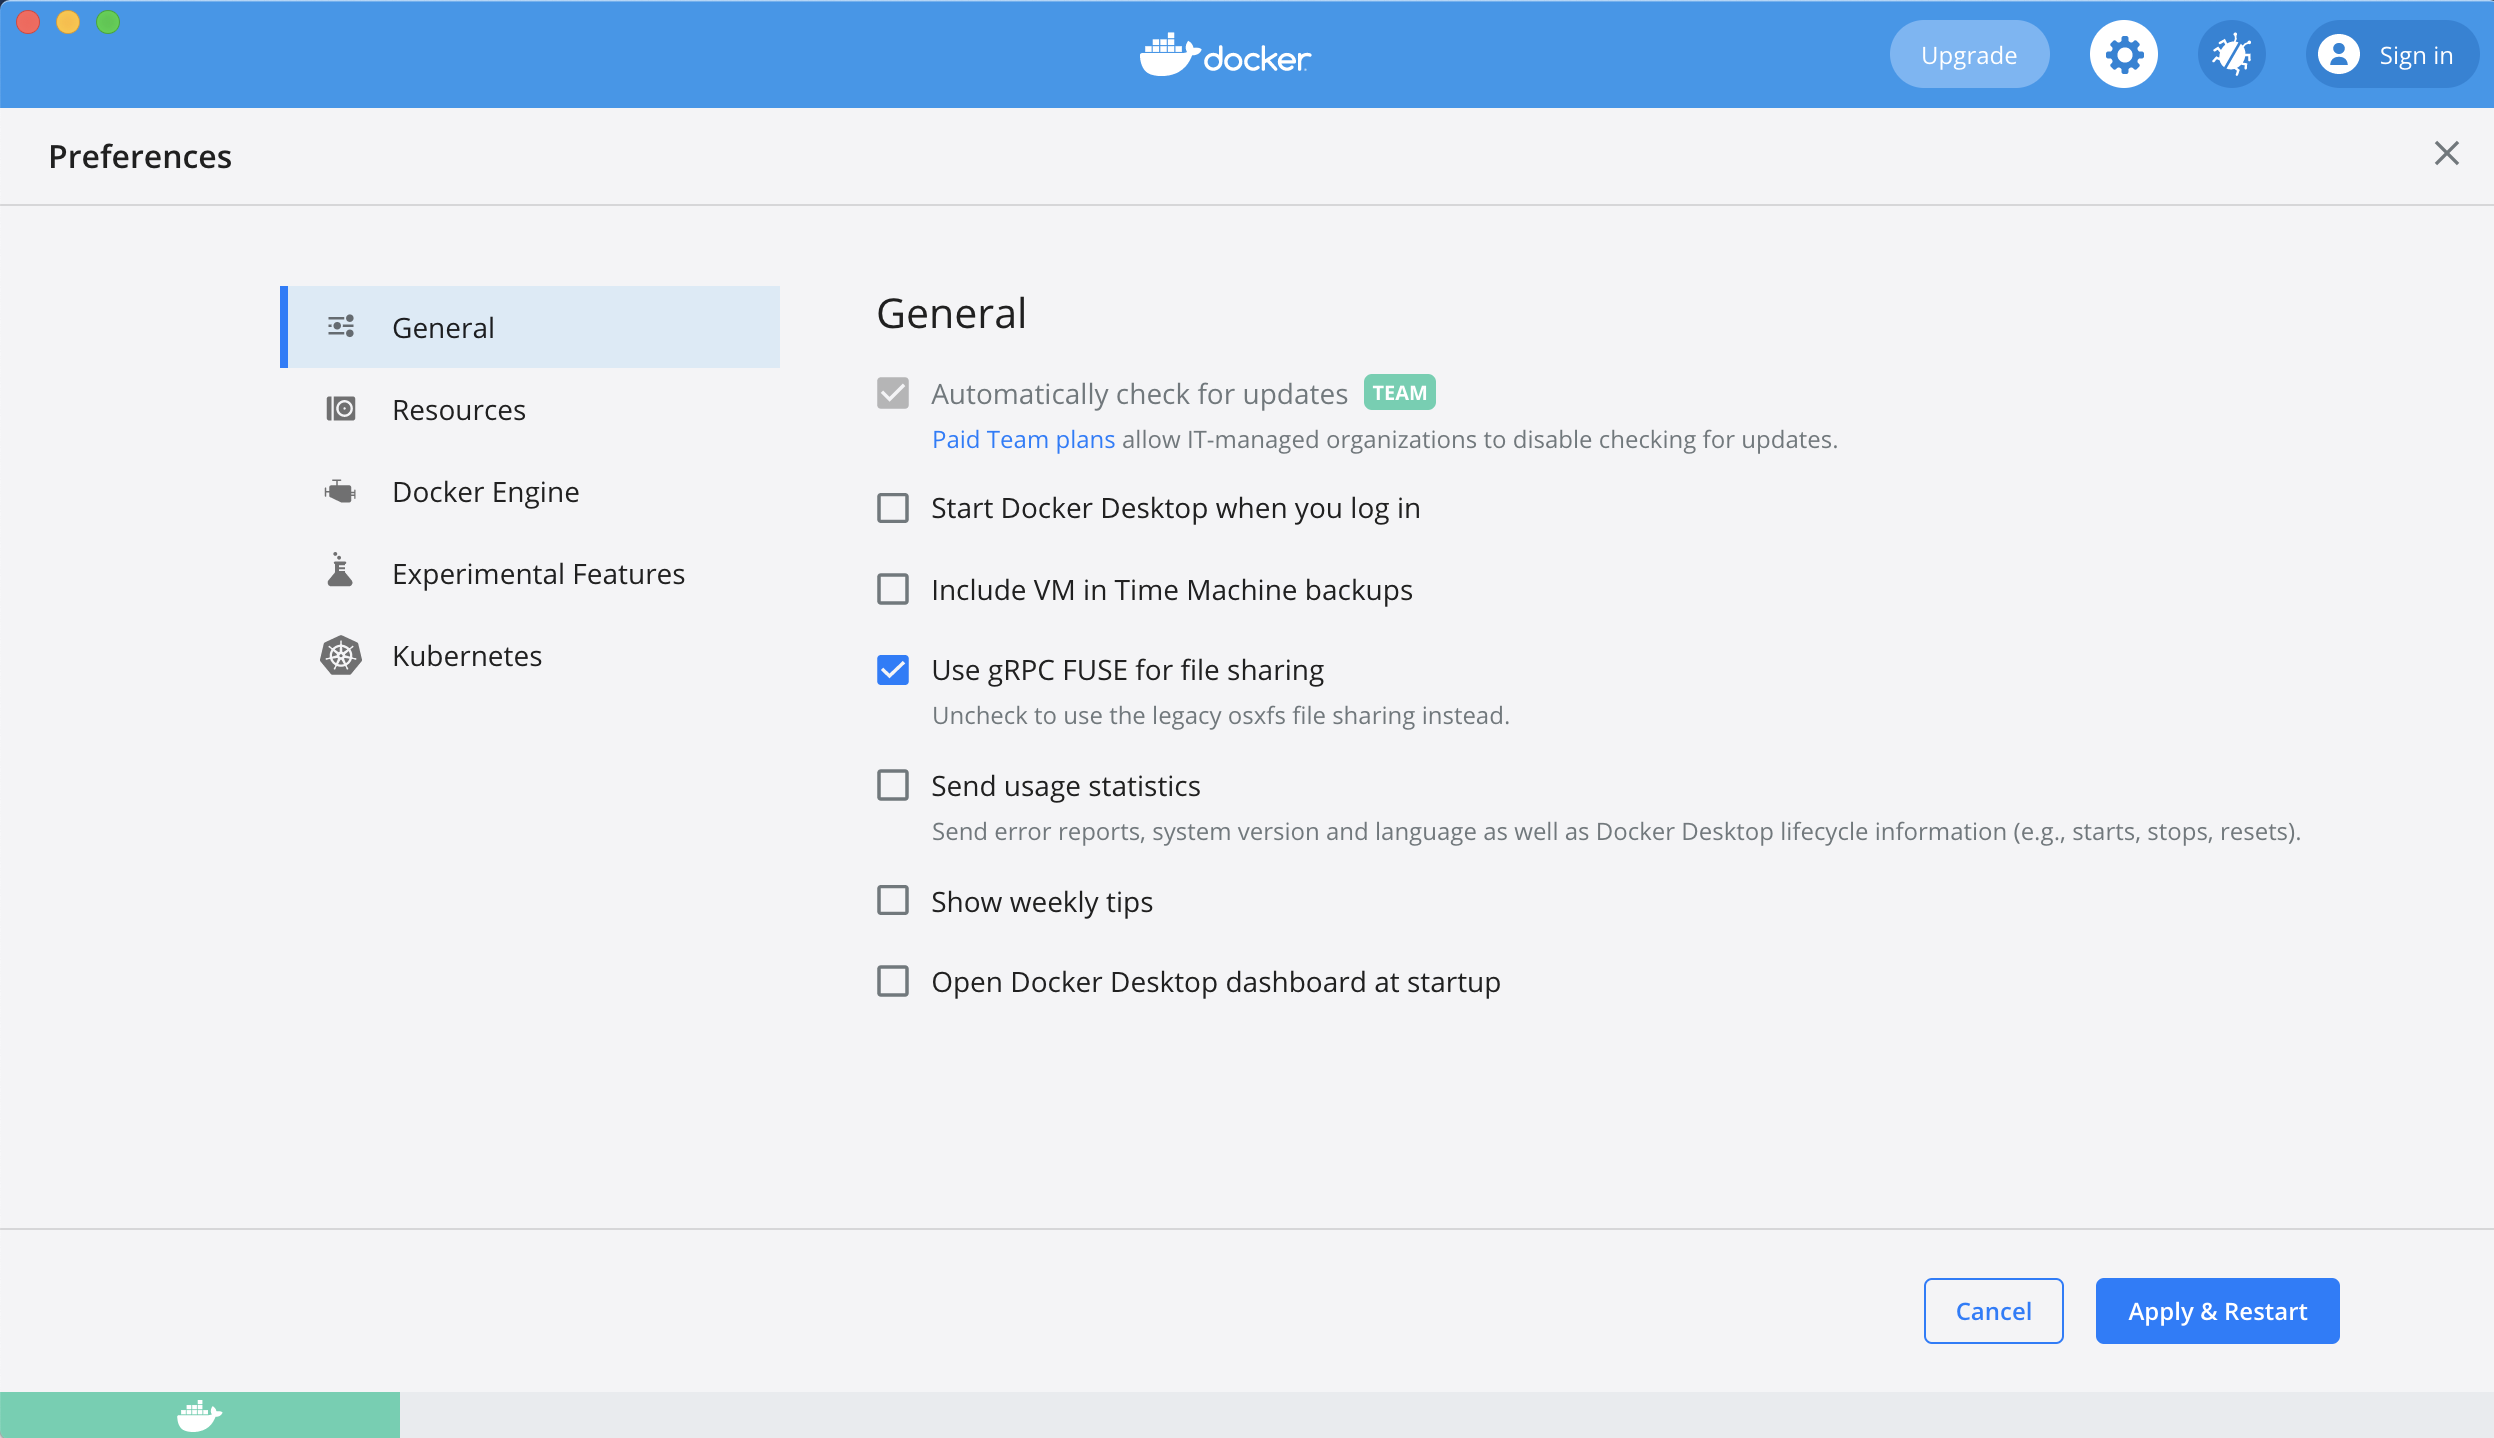 docker
Upgrade
Sign in
Preferences
General
Resources
Docker Engine
Experimental Features
Kubernetes
General
Automatically check for updates TEAM
Paid Team plans allow IT-managed organizations to disable checking for updates.
Start Docker Desktop when you log in
Include VM in Time Machine backups
Use gRPC FUSE for file sharing
Uncheck to use the legacy osxfs file sharing instead.
Send usage statistics
Send error reports, system version and language as well as Docker Desktop lifecycle information (e.g., starts, stops, resets).
Show weekly tips
Open Docker Desktop dashboard at startup
Cancel
Apply & Restart